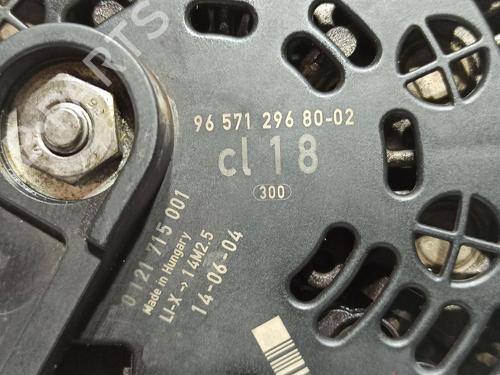 96 571 296 80-02
cl 18
300
0 121 715 001
Made in Hungary
LI-X → 14M2.5
14-06-04